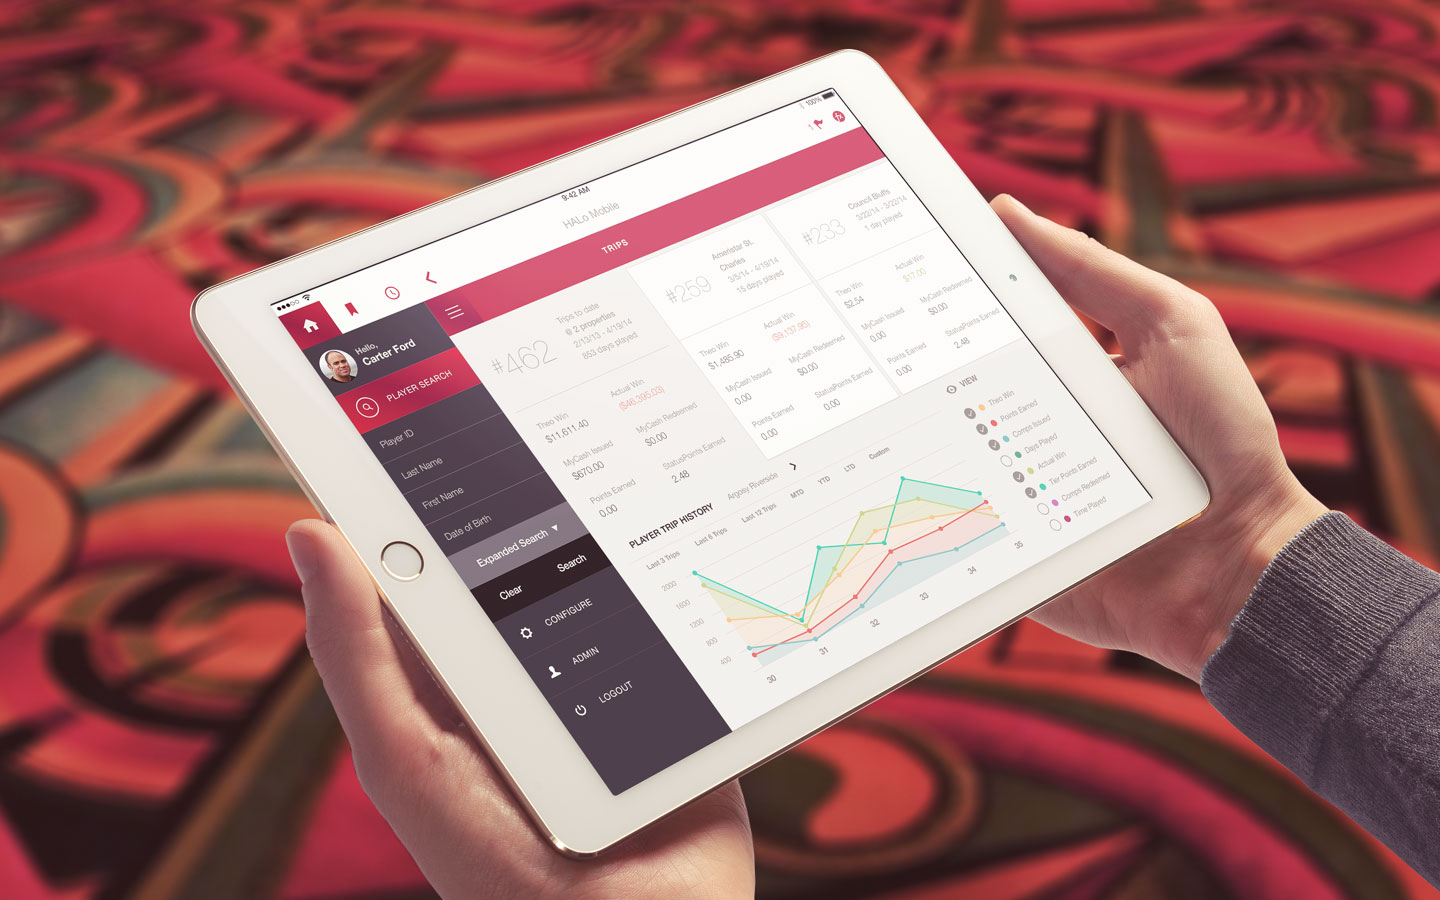 9:42 AM
100%
HALo Mobile
1
TRIPS
Hello,
Carter Ford
PLAYER SEARCH
Player ID
Last Name
First Name
Date of Birth
Expanded Search
Clear
Search
CONFIGURE
ADMIN
LOGOUT
#462
Trips to date
@ 2 properties
2/13/13 - 4/19/14
853 days played
Theo Win
$11,611.40
Actual Win
($46,395.03)
MyCash Issued
$670.00
MyCash Redeemed
$0.00
Points Earned
0.00
StatusPoints Earned
2.48
#259
Ameristar St.
Charles
3/5/14 - 4/19/14
15 days played
Theo Win
$1,485.90
Actual Win
($9,137.95)
MyCash Issued
0.00
MyCash Redeemed
$0.00
Points Earned
0.00
StatusPoints Earned
0.00
#233
Council Bluffs
3/22/14 - 3/22/14
1 day played
Theo Win
$2.54
Actual Win
$17.00
MyCash Issued
0.00
MyCash Redeemed
$0.00
Points Earned
0.00
StatusPoints Earned
2.48
PLAYER TRIP HISTORY
Argosy Riverside
VIEW
Last 3 Trips
Last 6 Trips
Last 12 Trips
MTD
YTD
LTD
Custom
2000
1600
1200
800
400
30
31
32
33
34
35
Theo Win
Points Earned
Comps Issued
Days Played
Actual Win
Tier Points Earned
Comps Redeemed
Time Played